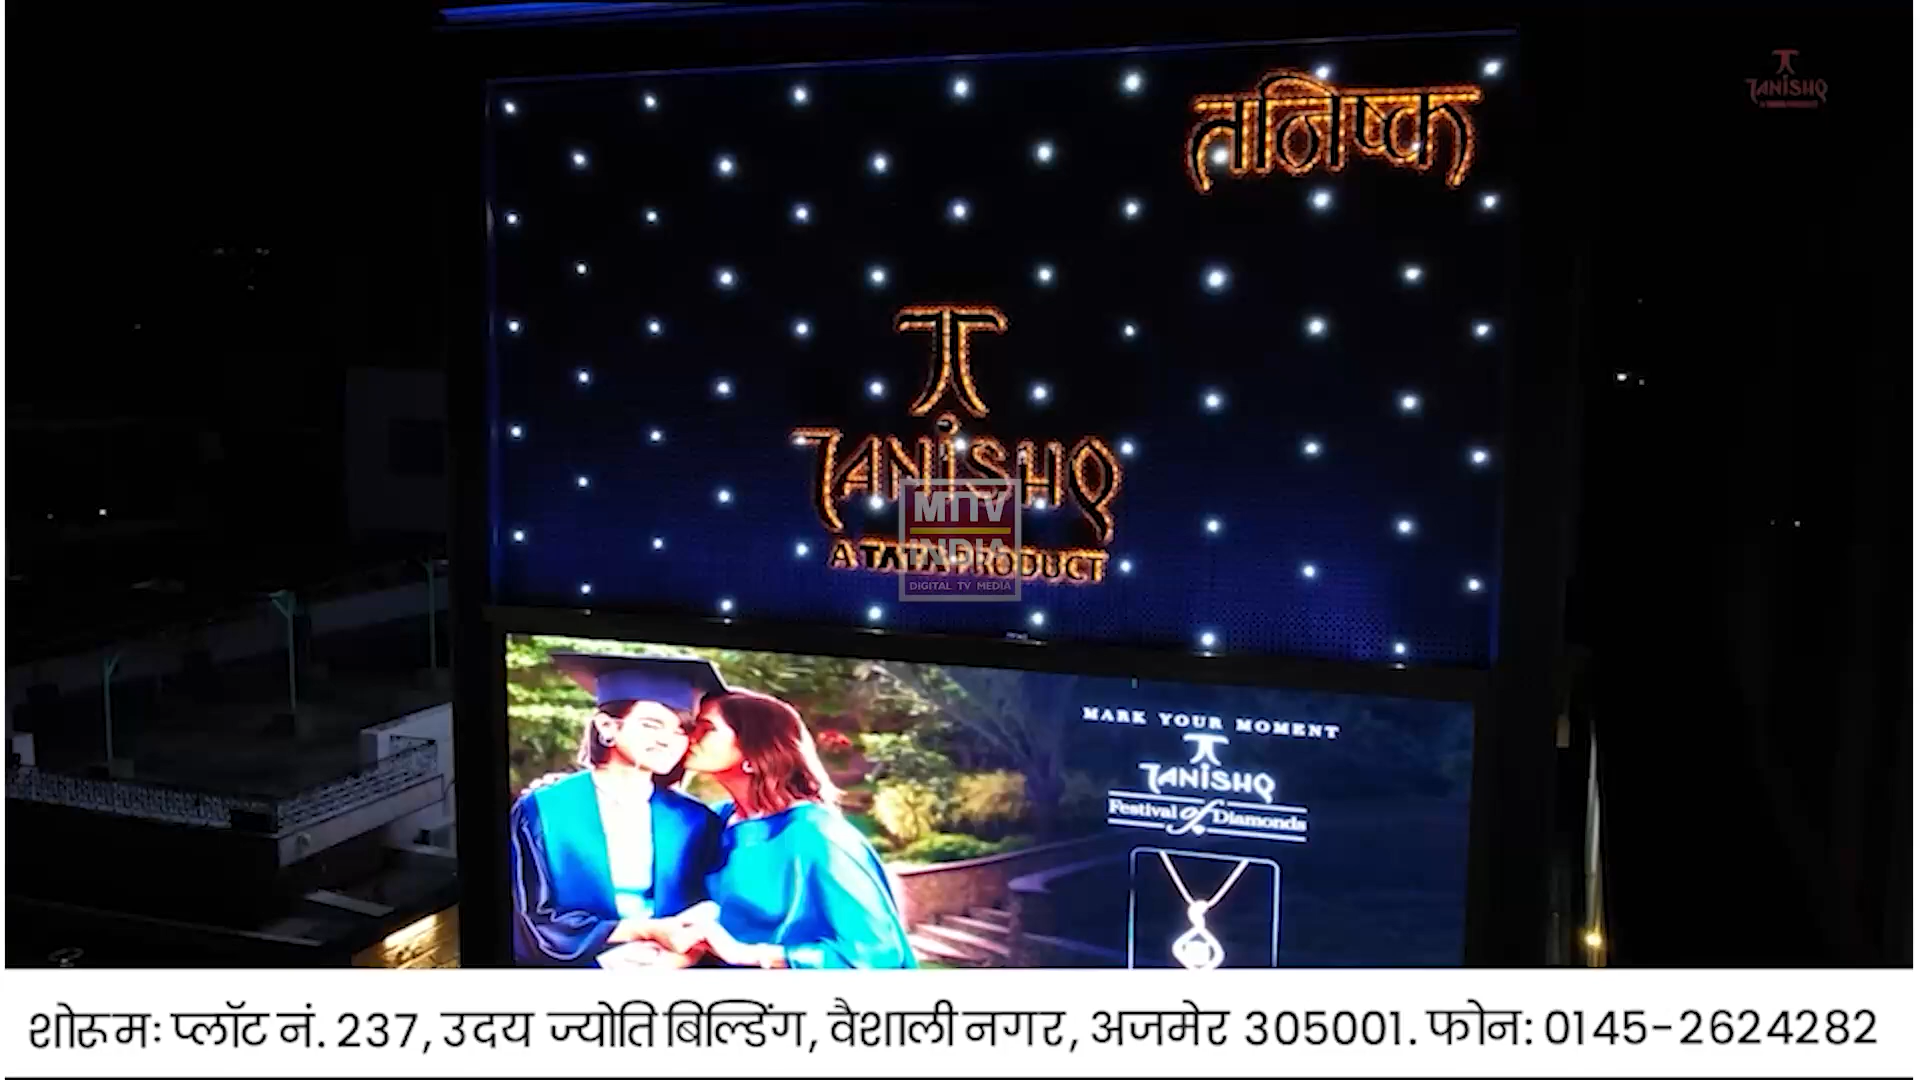 तनिष्क
TANISHQ
TANISHQ
A TATA PRODUCT
MTTV
INDIA
DIGITAL TV MEDIA
MARK YOUR MOMENT
TANISHQ
Festival of Diamonds
शोरूमः प्लॉट नं. 237, उदय ज्योति बिल्डिंग, वैशाली नगर, अजमेर 305001. फोन: 0145-2624282